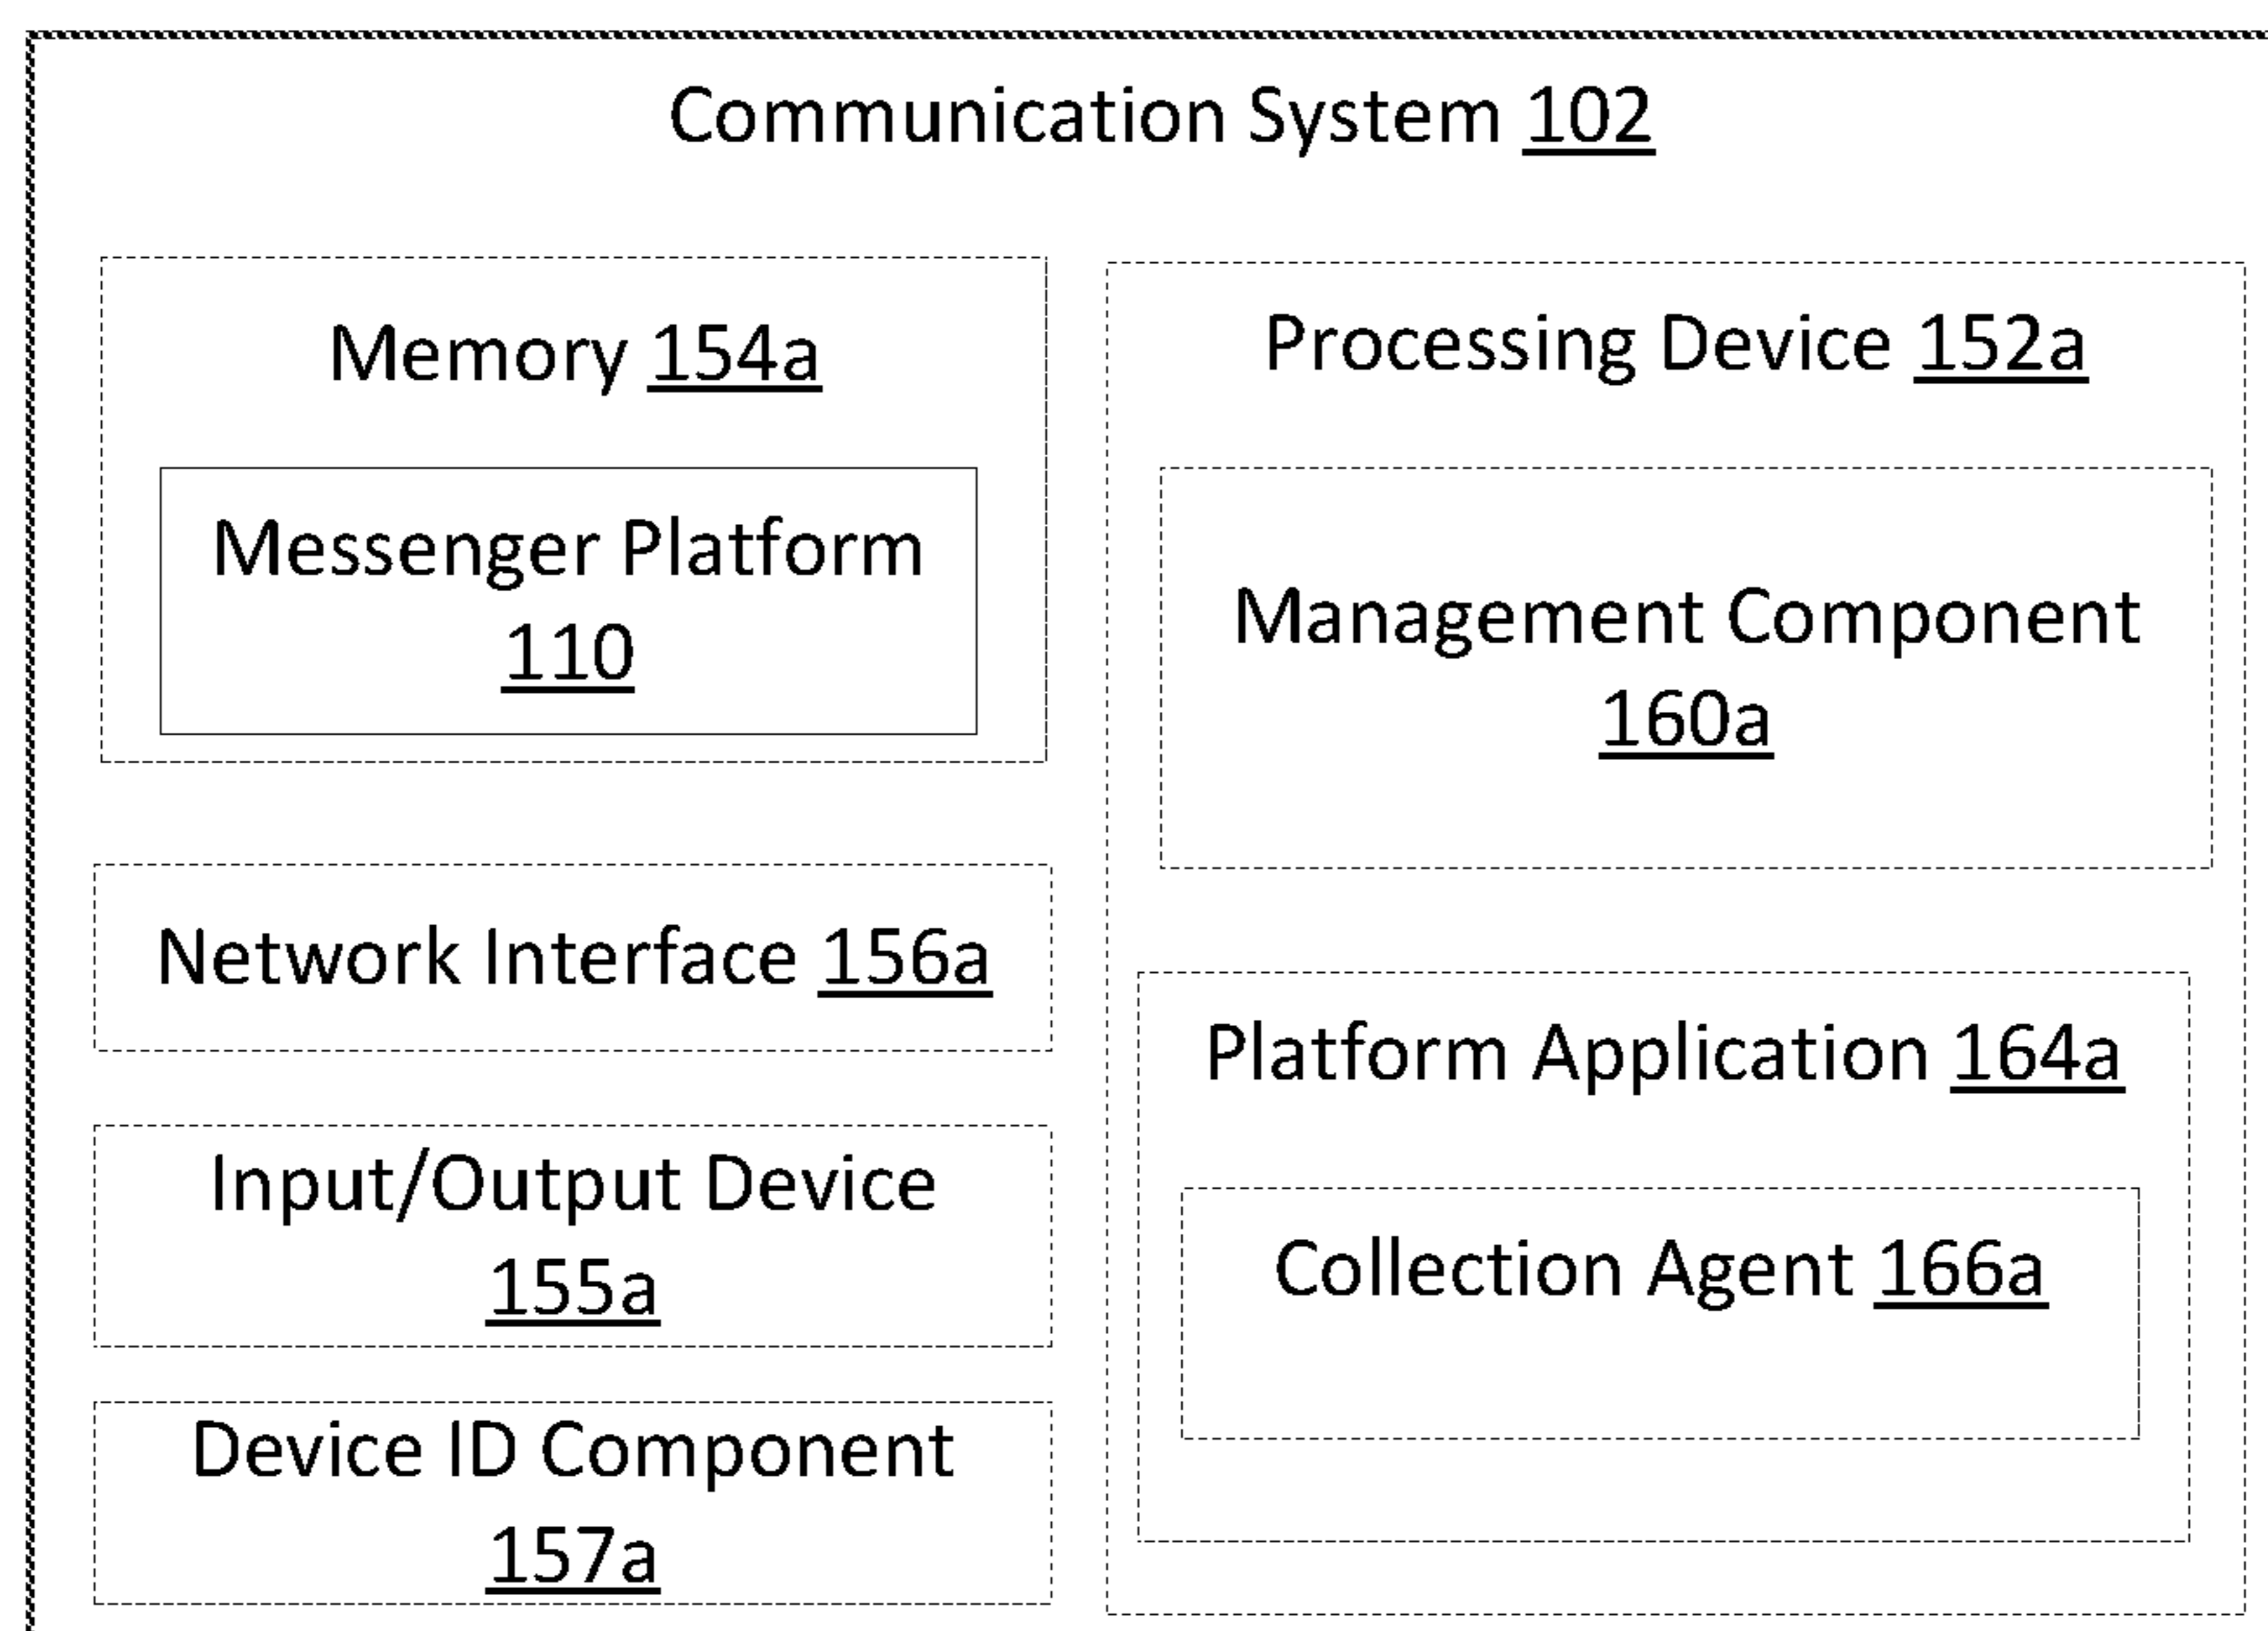 Communication System 102
Memory 154a
Messenger Platform
110
Network Interface 156a
Input/Output Device
155a
Device ID Component
157a
Processing Device 152a
Management Component
160a
Platform Application 164a
Collection Agent 166a